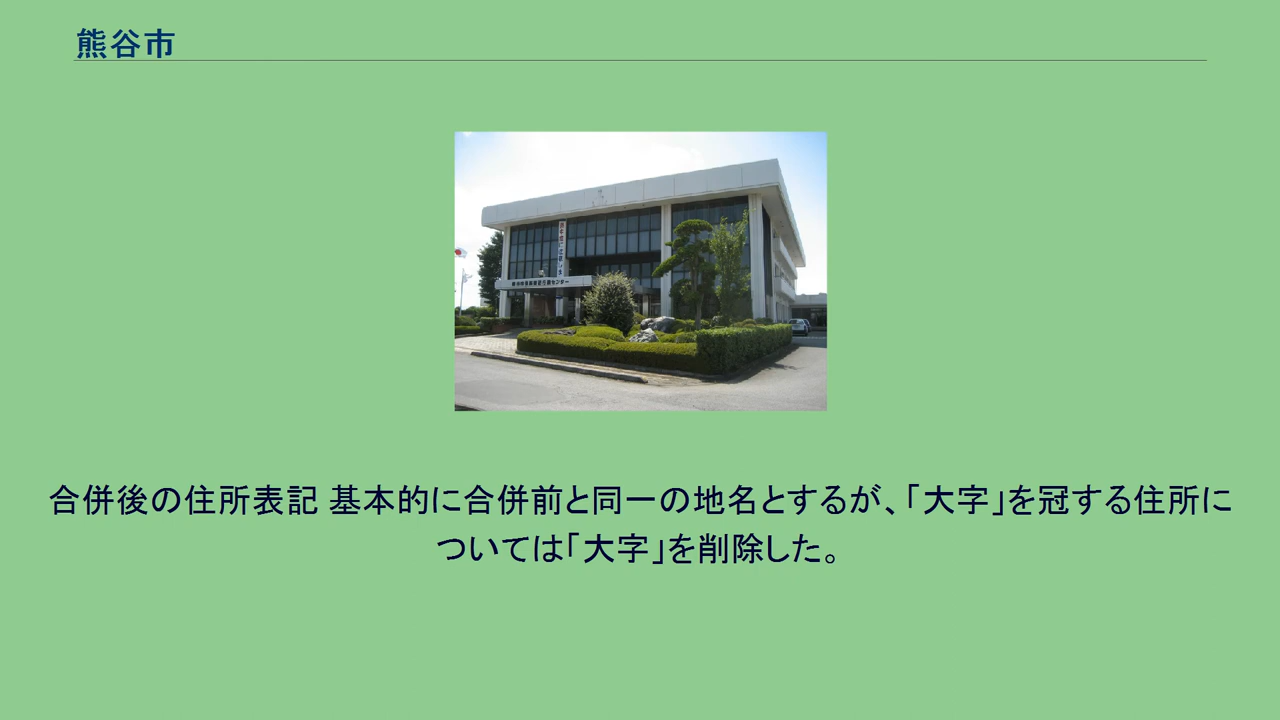 熊谷市
合併後の住所表記 基本的に合併前と同一の地名とするが、「大字」を冠する住所に
ついては「大字」を削除した。